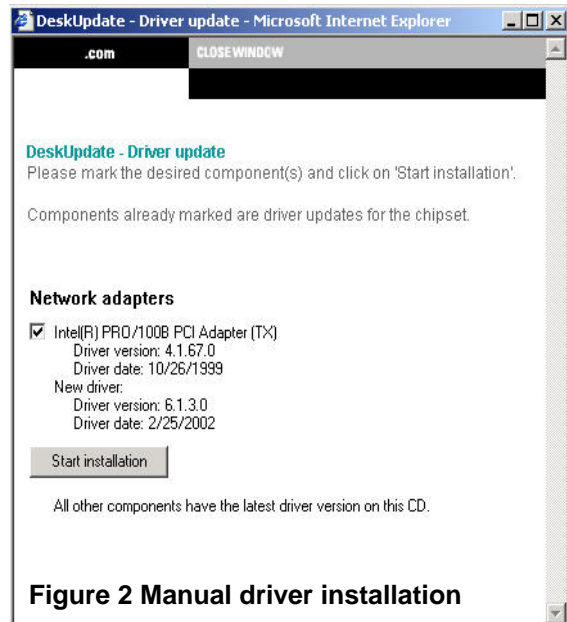 DeskUpdate - Driver update - Microsoft Internet Explorer
.com
CLOSE WINDOW
DeskUpdate - Driver update
Please mark the desired component(s) and click on 'Start installation'.
Components already marked are driver updates for the chipset.
Network adapters
Intel(R) PRO/100B PCI Adapter (TX)
Driver version: 4.1.67.0
Driver date: 10/26/1999
New driver:
Driver version: 6.1.3.0
Driver date: 2/25/2002
Start installation
All other components have the latest driver version on this CD.
Figure 2 Manual driver installation